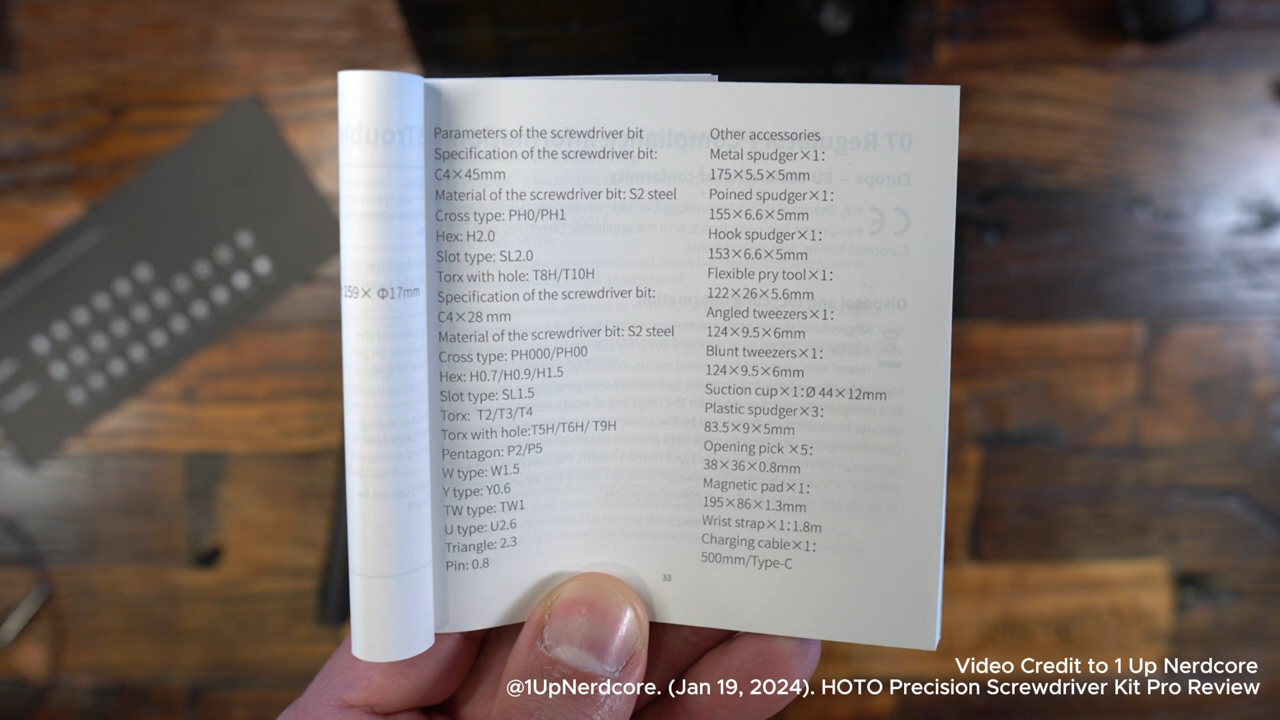 Parameters of the screwdriver bit
Specification of the screwdriver bit:
C4×45mm
Material of the screwdriver bit: S2 steel
Cross type: PH0/PH1
Hex: H2.0
Slot type: SL2.0
Torx with hole: T8H/T10H
Specification of the screwdriver bit:
C4×28 mm
Material of the screwdriver bit: S2 steel
Cross type: PH000/PH00
Hex: H0.7/H0.9/H1.5
Slot type: SL1.5
Torx: T2/T3/T4
Torx with hole:T5H/T6H/ T9H
Pentagon: P2/P5
W type: W1.5
Y type: Y0.6
TW type: TW1
U type: U2.6
Triangle: 2.3
Pin: 0.8
Other accessories
Metal spudger×1:
175×5.5×5mm
Poined spudger×1:
155×6.6×5mm
Hook spudger×1:
153×6.6×5mm
Flexible pry tool×1:
122×26×5.6mm
Angled tweezers×1:
124×9.5×6mm
Blunt tweezers×1:
124×9.5×6mm
Suction cup×1:Ø 44×12mm
Plastic spudger×3:
83.5×9×5mm
Opening pick ×5:
38×36×0.8mm
Magnetic pad×1:
195×86×1.3mm
Wrist strap×1:1.8m
Charging cable×1:
500mm/Type-C
33
159× Φ17mm
Video Credit to 1 Up Nerdcore
@1UpNerdcore. (Jan 19, 2024). HOTO Precision Screwdriver Kit Pro Review